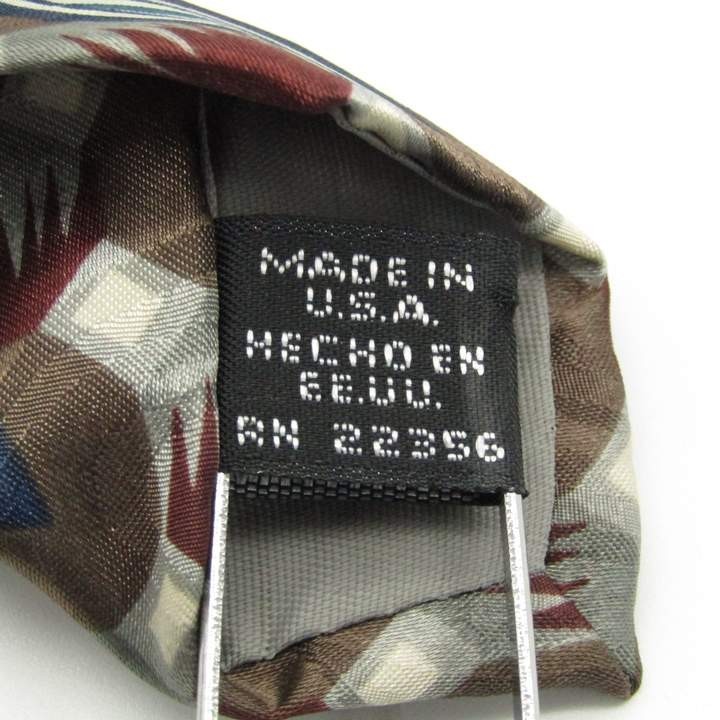 MADE IN
U.S.A.
HECHO EN
EE.UU.
RN 22356